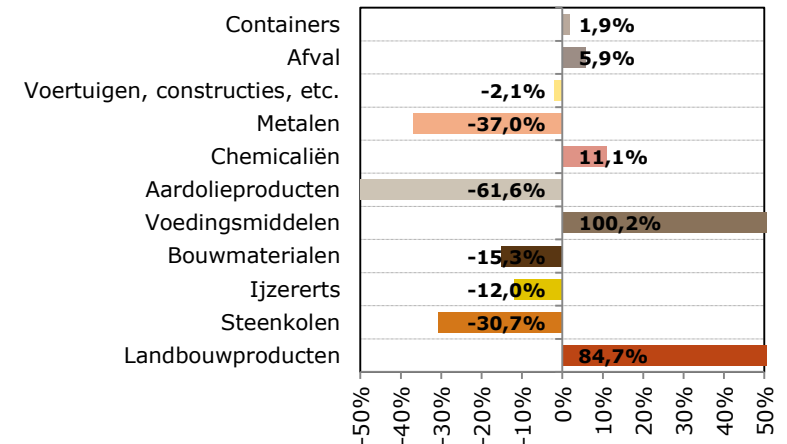 Containers 1,9%
Afval 5,9%
Voertuigen, constructies, etc. -2,1%
Metalen -37,0%
Chemicaliën 11,1%
Aardolieproducten -61,6%
Voedingsmiddelen 100,2%
Bouwmaterialen -15,3%
Ijzererts -12,0%
Steenkolen -30,7%
Landbouwproducten 84,7%
-50% -40% -30% -20% -10% 0% 10% 20% 30% 40% 50%